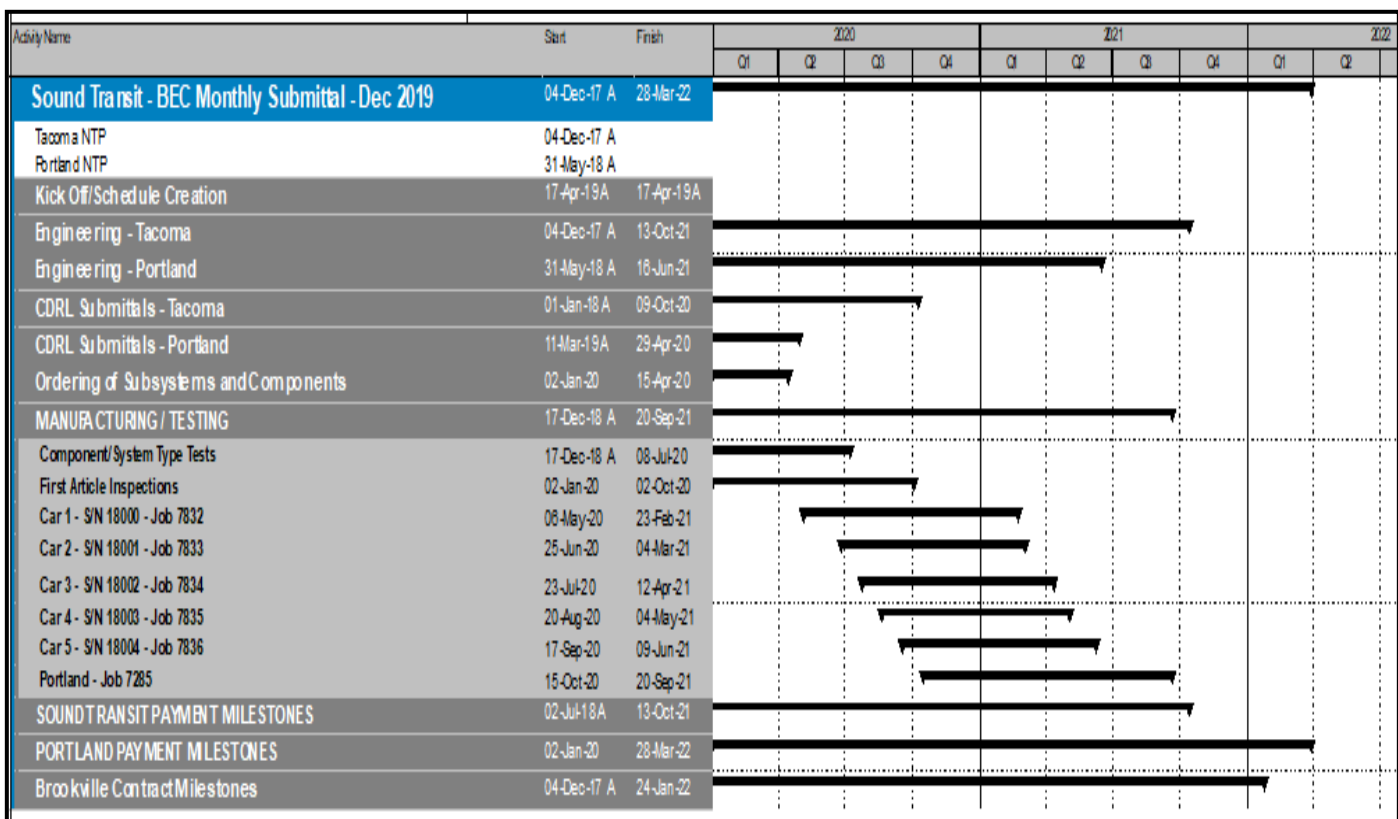 Activity Name Start Finish 2020 2021 2022
Q1 Q2 Q3 Q4 Q1 Q2 Q3 Q4 Q1 Q2
Sound Transit - BEC Monthly Submittal - Dec 2019 04-Dec-17 A 28-Mar-22
Tacoma NTP 04-Dec-17 A
Portland NTP 31-May-18 A
Kick Off/Schedule Creation 17-Apr-19 A 17-Apr-19 A
Engineering - Tacoma 04-Dec-17 A 13-Oct-21
Engineering - Portland 31-May-18 A 16-Jun-21
CDRL Submittals - Tacoma 01-Jan-18 A 09-Oct-20
CDRL Submittals - Portland 11-Mar-19 A 29-Apr-20
Ordering of Subsystems and Components 02-Jan-20 15-Apr-20
MANUFACTURING / TESTING 17-Dec-18 A 20-Sep-21
Component/System Type Tests 17-Dec-18 A 08-Jul-20
First Article Inspections 02-Jan-20 02-Oct-20
Car 1 - S/N 18000 - Job 7832 06-May-20 23-Feb-21
Car 2 - S/N 18001 - Job 7833 25-Jun-20 04-Mar-21
Car 3 - S/N 18002 - Job 7834 23-Jul-20 12-Apr-21
Car 4 - S/N 18003 - Job 7835 20-Aug-20 04-May-21
Car 5 - S/N 18004 - Job 7836 17-Sep-20 09-Jun-21
Portland - Job 7285 15-Oct-20 20-Sep-21
SOUND TRANSIT PAYMENT MILESTONES 02-Jul-18 A 13-Oct-21
PORTLAND PAYMENT MILESTONES 02-Jan-20 28-Mar-22
Brookville Contract Milestones 04-Dec-17 A 24-Jan-22